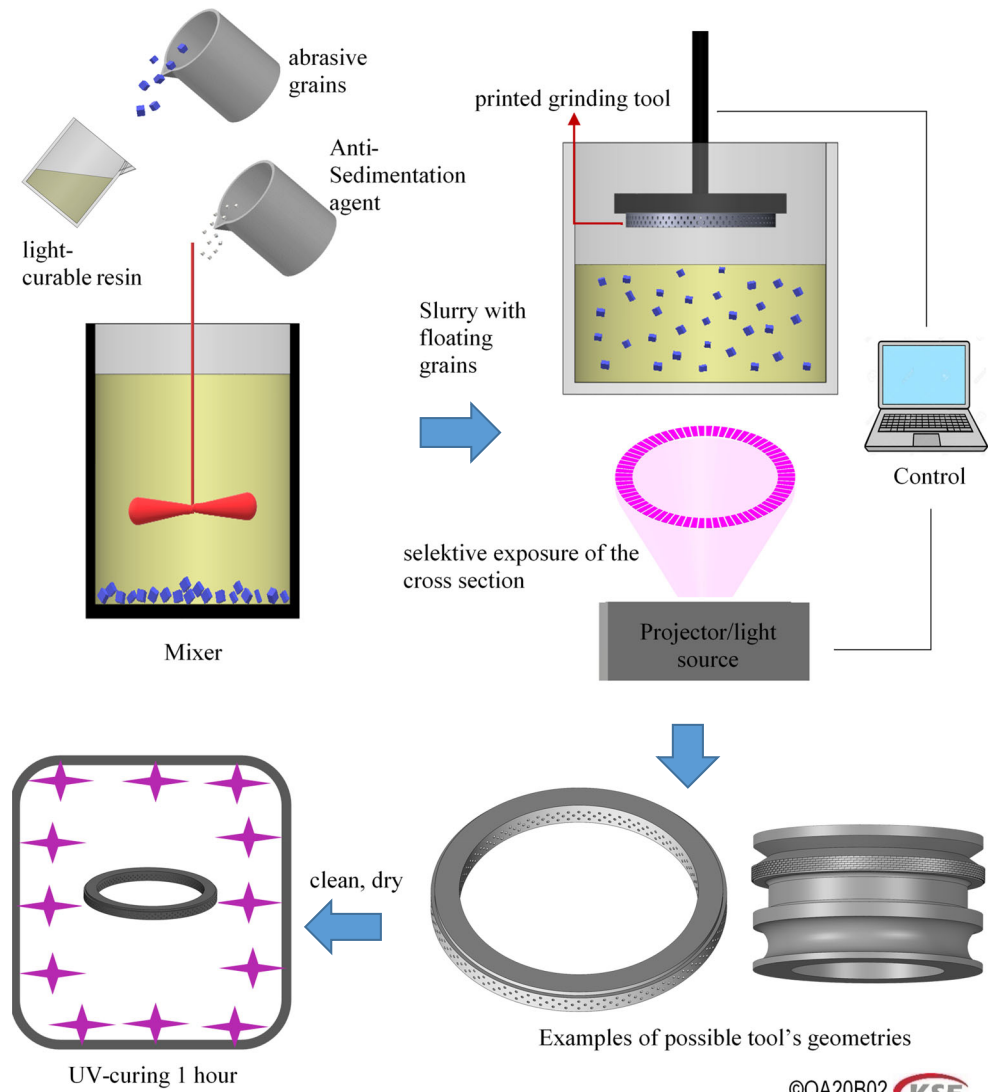 abrasive
grains
Anti-
Sedimentation
agent
light-
curable resin
Mixer
Slurry with
floating
grains
printed grinding tool
Control
selektive exposure of the
cross section
Projector/light
source
clean, dry
Examples of possible tool's geometries
UV-curing 1 hour
©OA20B02
KSF